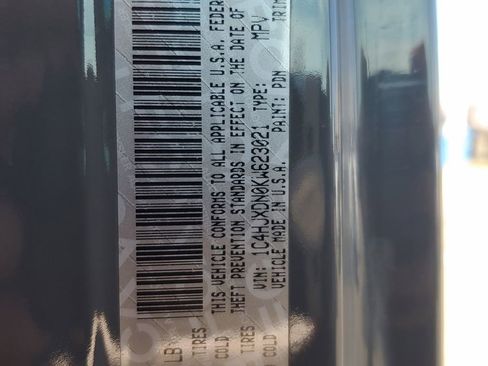 LB
TIRES
COLD
THIS VEHICLE CONFORMS TO ALL APPLICABLE U.S.A. FEDER
THEFT PREVENTION STANDARDS IN EFFECT ON THE DATE OF
TIRES
COLD
VIN: 1C4HJXDN0KW623021 TYPE: MPV
VEHICLE MADE IN U.S.A. PAINT: PDN TRIM